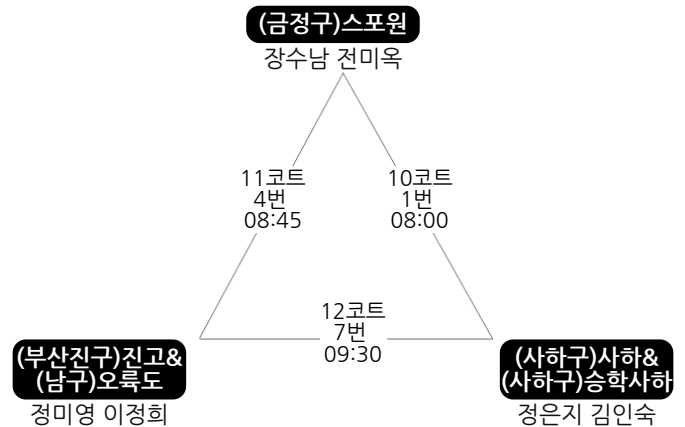 (금정구)스포원
장수남 전미옥
11코트
4번
08:45
10코트
1번
08:00
12코트
7번
09:30
(부산진구)진고&
(남구)오륙도
정미영 이정희
(사하구)사하&
(사하구)승학사하
정은지 김인숙